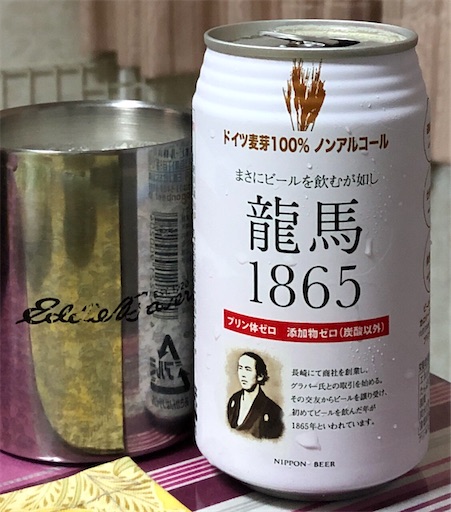 ドイツ麦芽100% ノンアルコール
まさにビールを飲むが如し
龍馬
1865
プリン体ゼロ 添加物ゼロ(炭酸以外)
長崎にて商社を創業し、
グラバー氏との取引を始める。
その交友からビールを譲り受け、
初めてビールを飲んだ年が
1865年といわれています。
NIPPON BEER
Eddie Bauer